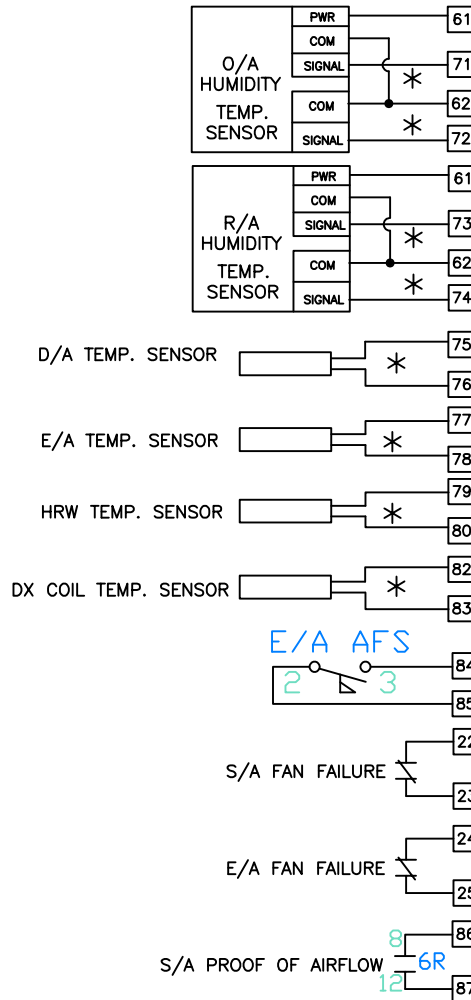 PWR 61
COM
O/A HUMIDITY
SIGNAL 71
*
COM 62
TEMP. SENSOR
*
SIGNAL 72
PWR 61
COM
R/A HUMIDITY
SIGNAL 73
*
COM 62
TEMP. SENSOR
*
SIGNAL 74
75
D/A TEMP. SENSOR *
76
77
E/A TEMP. SENSOR *
78
79
HRW TEMP. SENSOR *
80
82
DX COIL TEMP. SENSOR *
83
E/A AFS
84
2 3
85
22
S/A FAN FAILURE
23
24
E/A FAN FAILURE
25
86
8
S/A PROOF OF AIRFLOW 6R
12
87